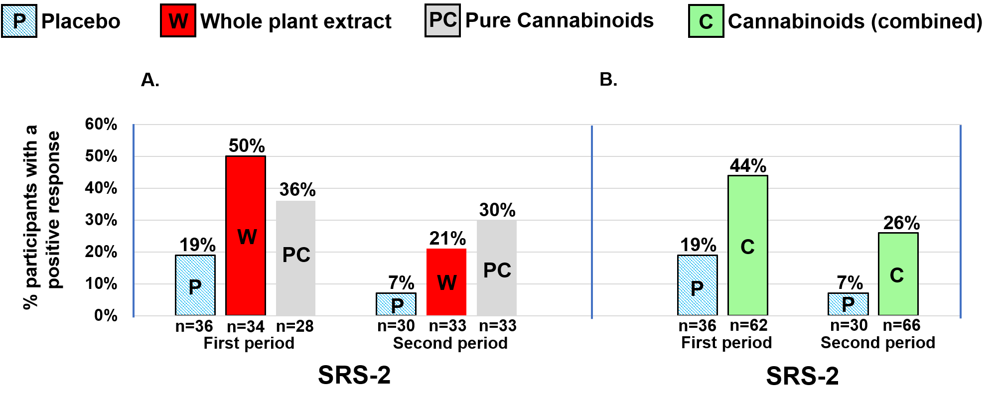 P Placebo W Whole plant extract PC Pure Cannabinoids C Cannabinoids (combined)
A. B.
% participants with a
positive response
60%
50%
40%
30%
20%
10%
0%
19% 50% 36% 7% 21% 30%
P W PC P W PC
n=36 n=34 n=28 n=30 n=33 n=33
First period Second period
SRS-2
19% 44% 7% 26%
P C P C
n=36 n=62 n=30 n=66
First period Second period
SRS-2